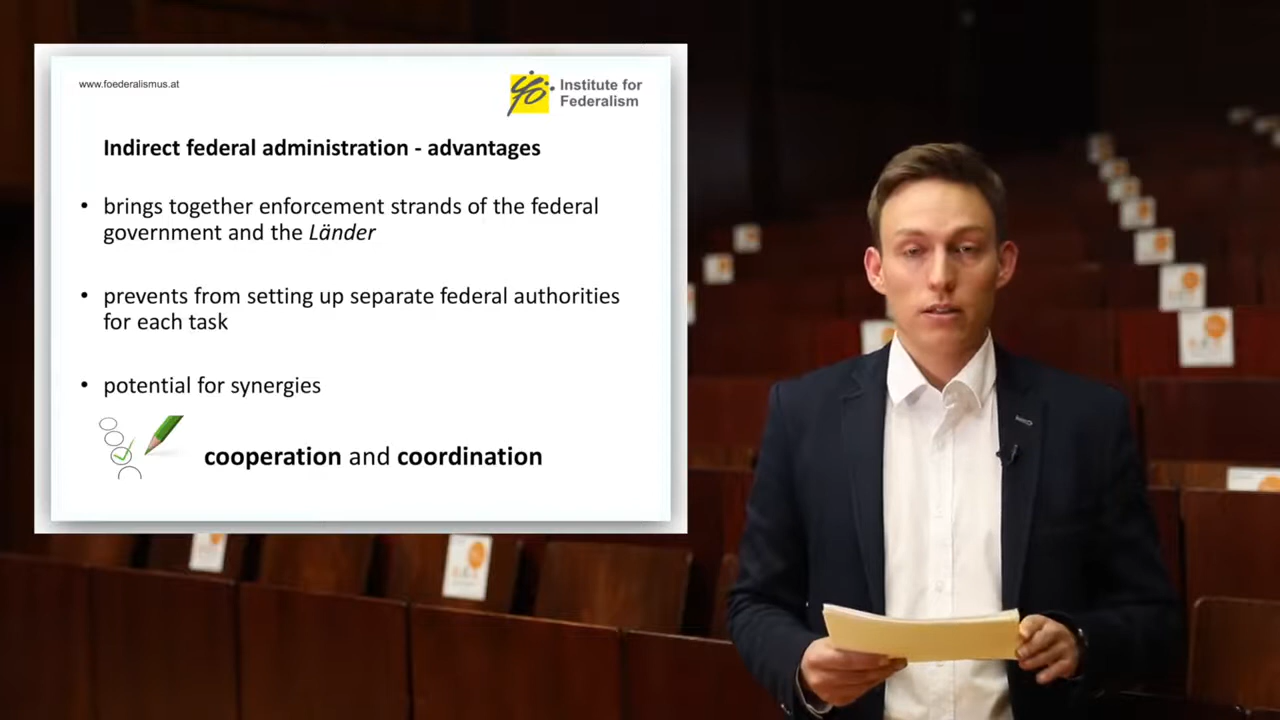 www.foederalismus.at
Institute for
Federalism
Indirect federal administration - advantages
• brings together enforcement strands of the federal
government and the Länder
• prevents from setting up separate federal authorities
for each task
• potential for synergies
cooperation and coordination